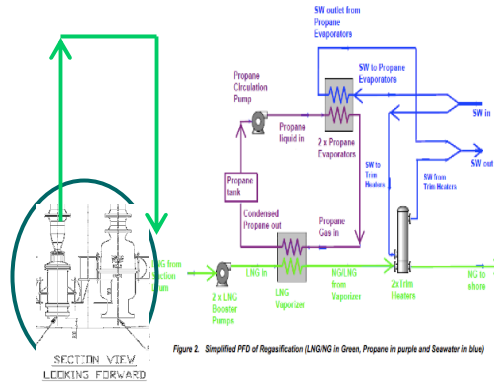 SW outlet from
Propane
Evaporators
Propane
Circulation
Pump
SW to Propane
Evaporators
SW in
Propane
liquid in
2 x Propane
Evaporators
SW out
SW to
Trim
Heaters
SW from
Trim Heaters
Propane
tank
Condensed
Propane out
Propane
Gas in
LNG from
Suction
Drum
LNG in
NG/LNG
from
Vaporizer
NG to
shore
2 x LNG
Booster
Pumps
LNG
Vaporizer
2x Trim
Heaters
SECTION VIEW
LOOKING FORWARD
Figure 2. Simplified PFD of Regasification (LNG/NG in Green, Propane in purple and Seawater in blue)